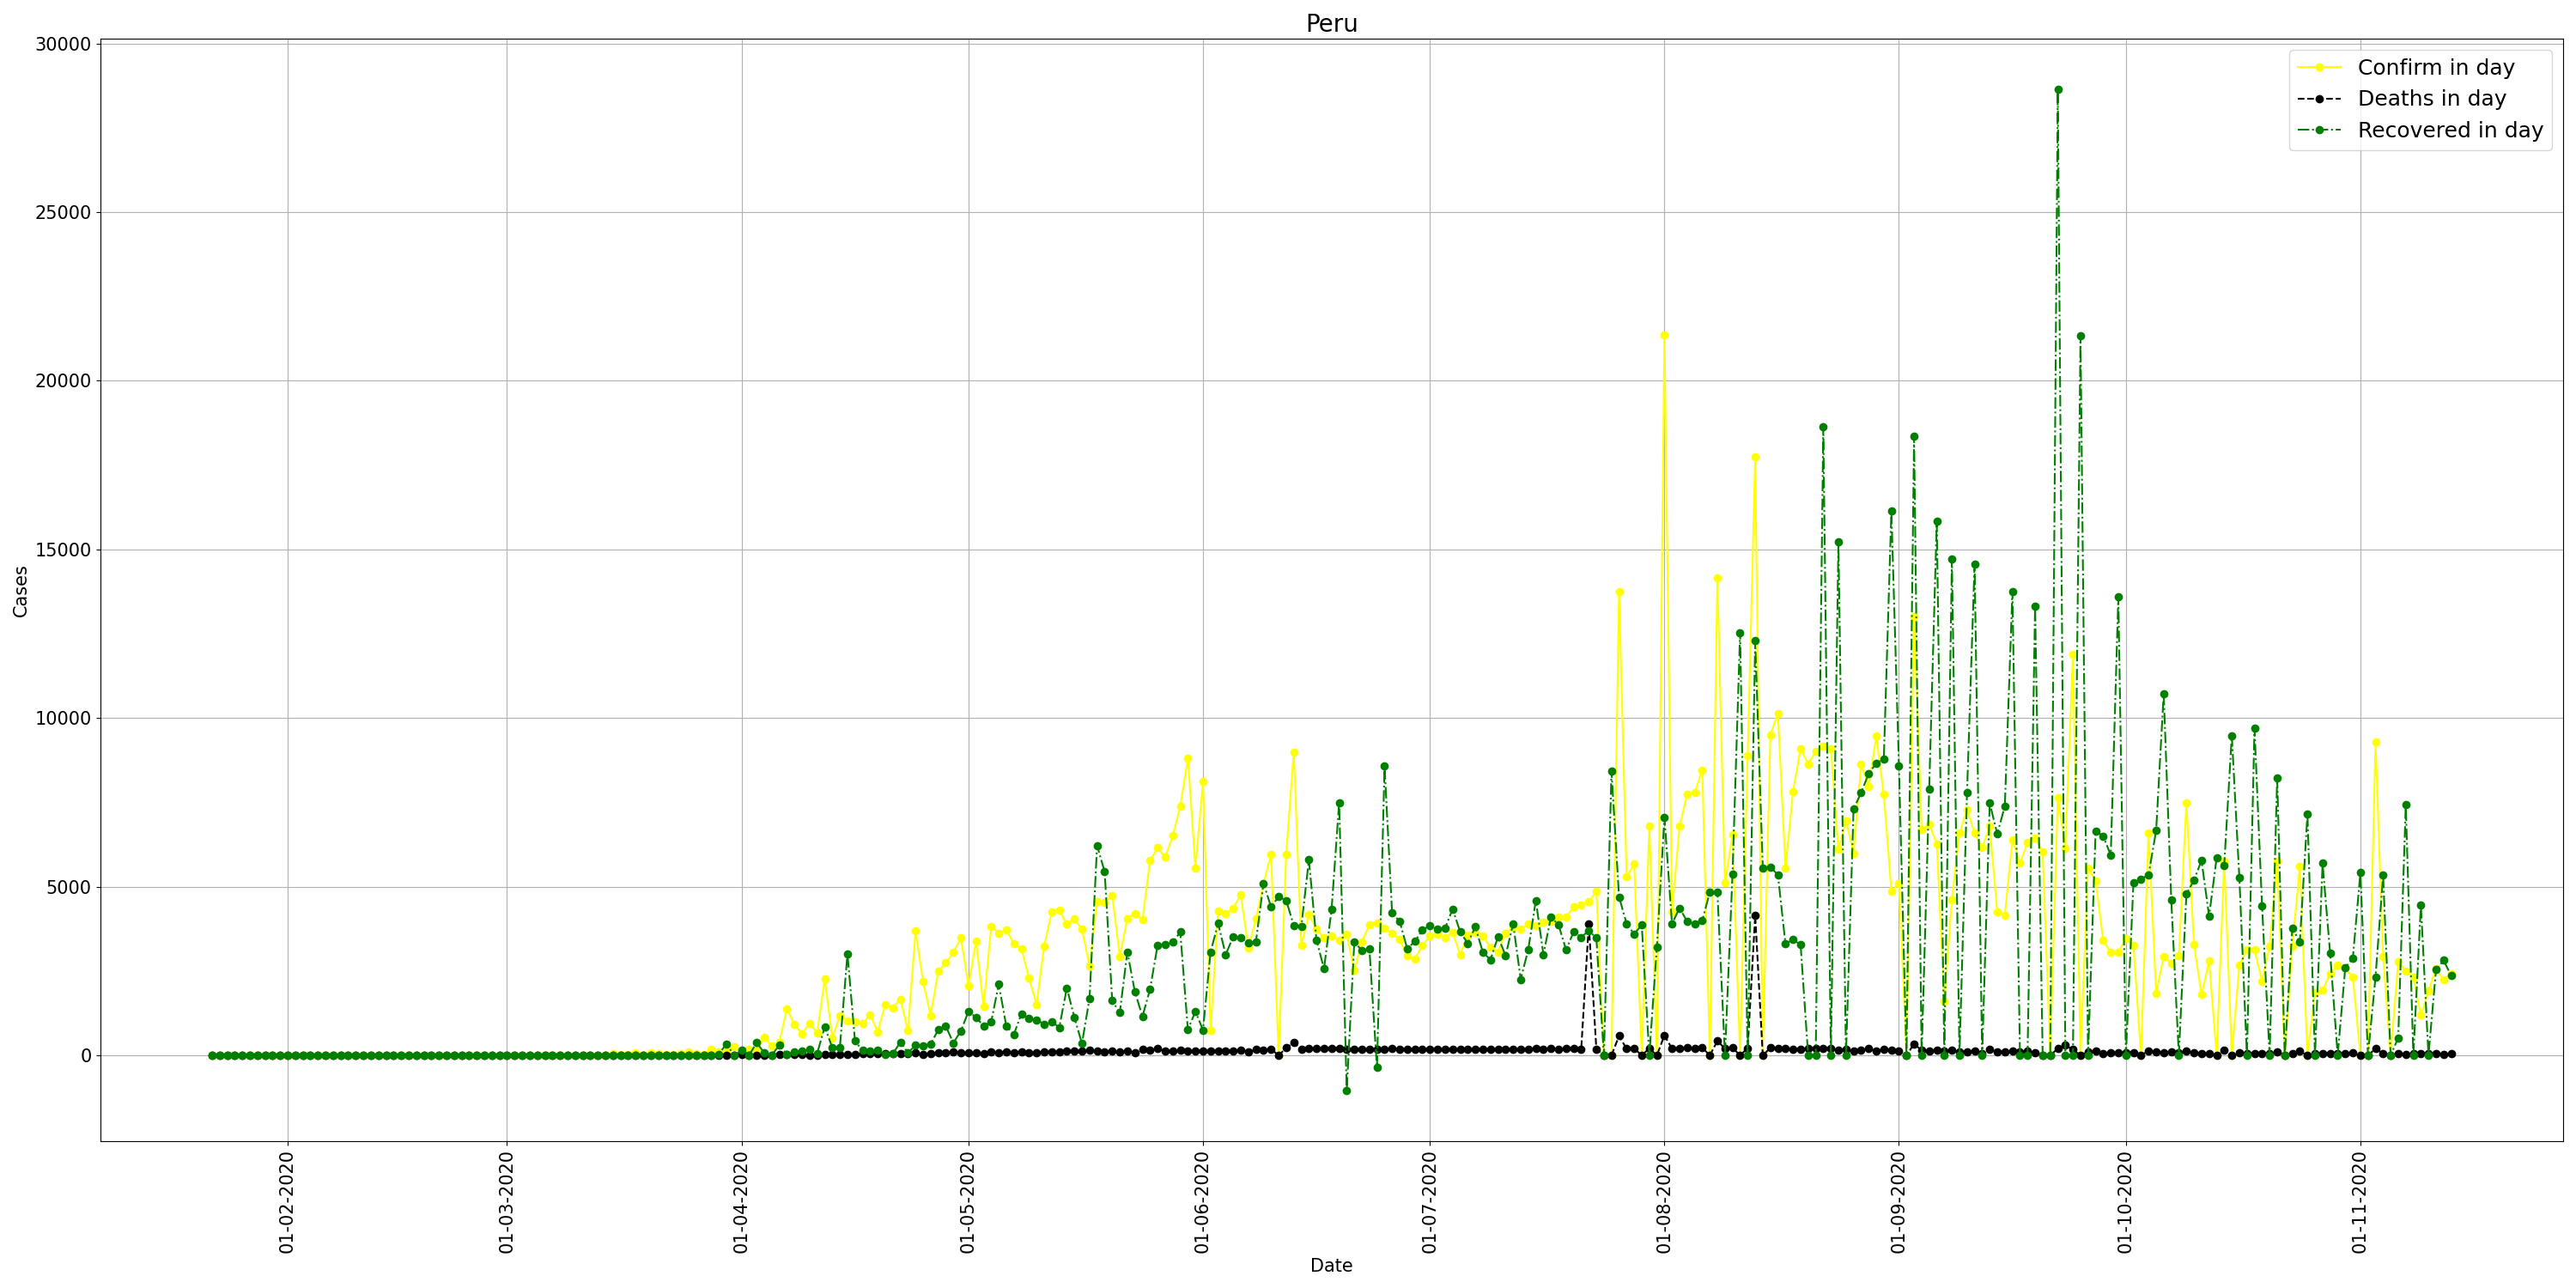 Peru
30000
25000
20000
15000
10000
5000
0
Cases
Confirm in day
Deaths in day
Recovered in day
01-02-2020
01-03-2020
01-04-2020
01-05-2020
01-06-2020
01-07-2020
01-08-2020
01-09-2020
01-10-2020
01-11-2020
Date